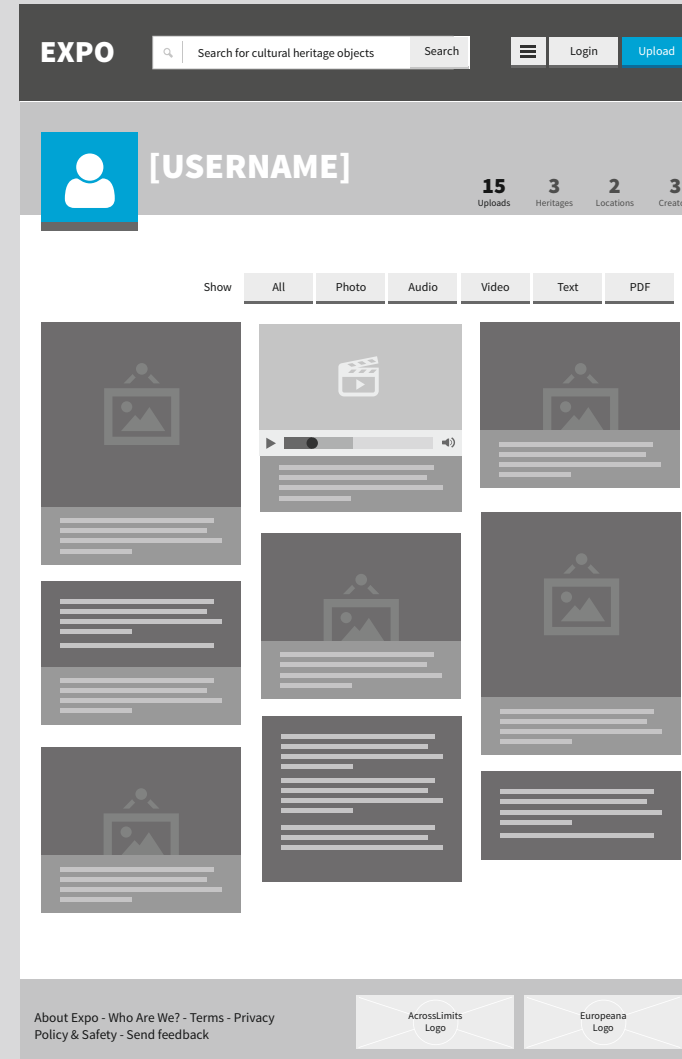 EXPO
Search for cultural heritage objects
Search
Login
Upload
[USERNAME]
15
Uploads
3
Heritages
2
Locations
3
Show
All
Photo
Audio
Video
Text
PDF
About Expo - Who Are We? - Terms - Privacy
Policy & Safety - Send feedback
AcrossLimits
Logo
Europeana
Logo